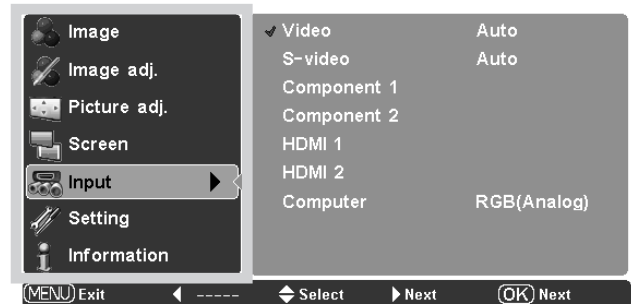 Image
Image adj.
Picture adj.
Screen
Input
Setting
Information
Video Auto
S-video Auto
Component 1
Component 2
HDMI 1
HDMI 2
Computer RGB(Analog)
MENU Exit ----- Select Next OK Next